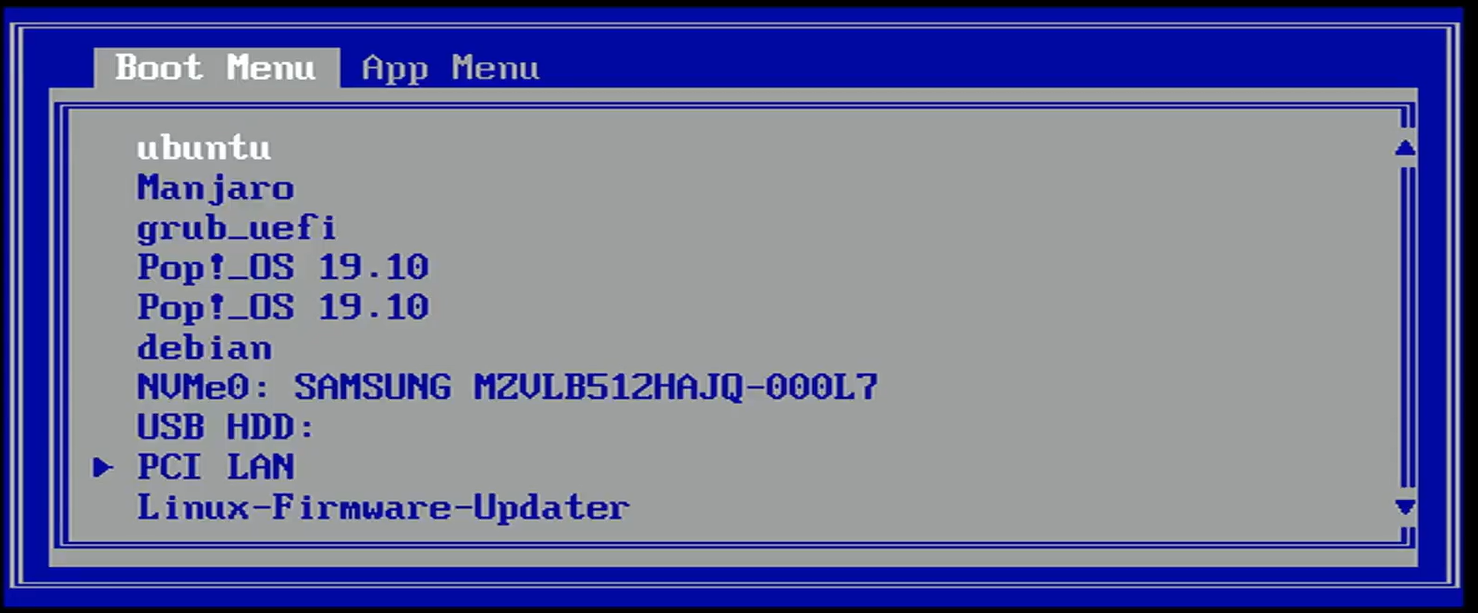 Boot Menu App Menu
ubuntu
Manjaro
grub_uefi
Pop!_OS 19.10
Pop!_OS 19.10
debian
NVMe0: SAMSUNG MZVLB512HAJQ-000L7
USB HDD:
PCI LAN
Linux-Firmware-Updater